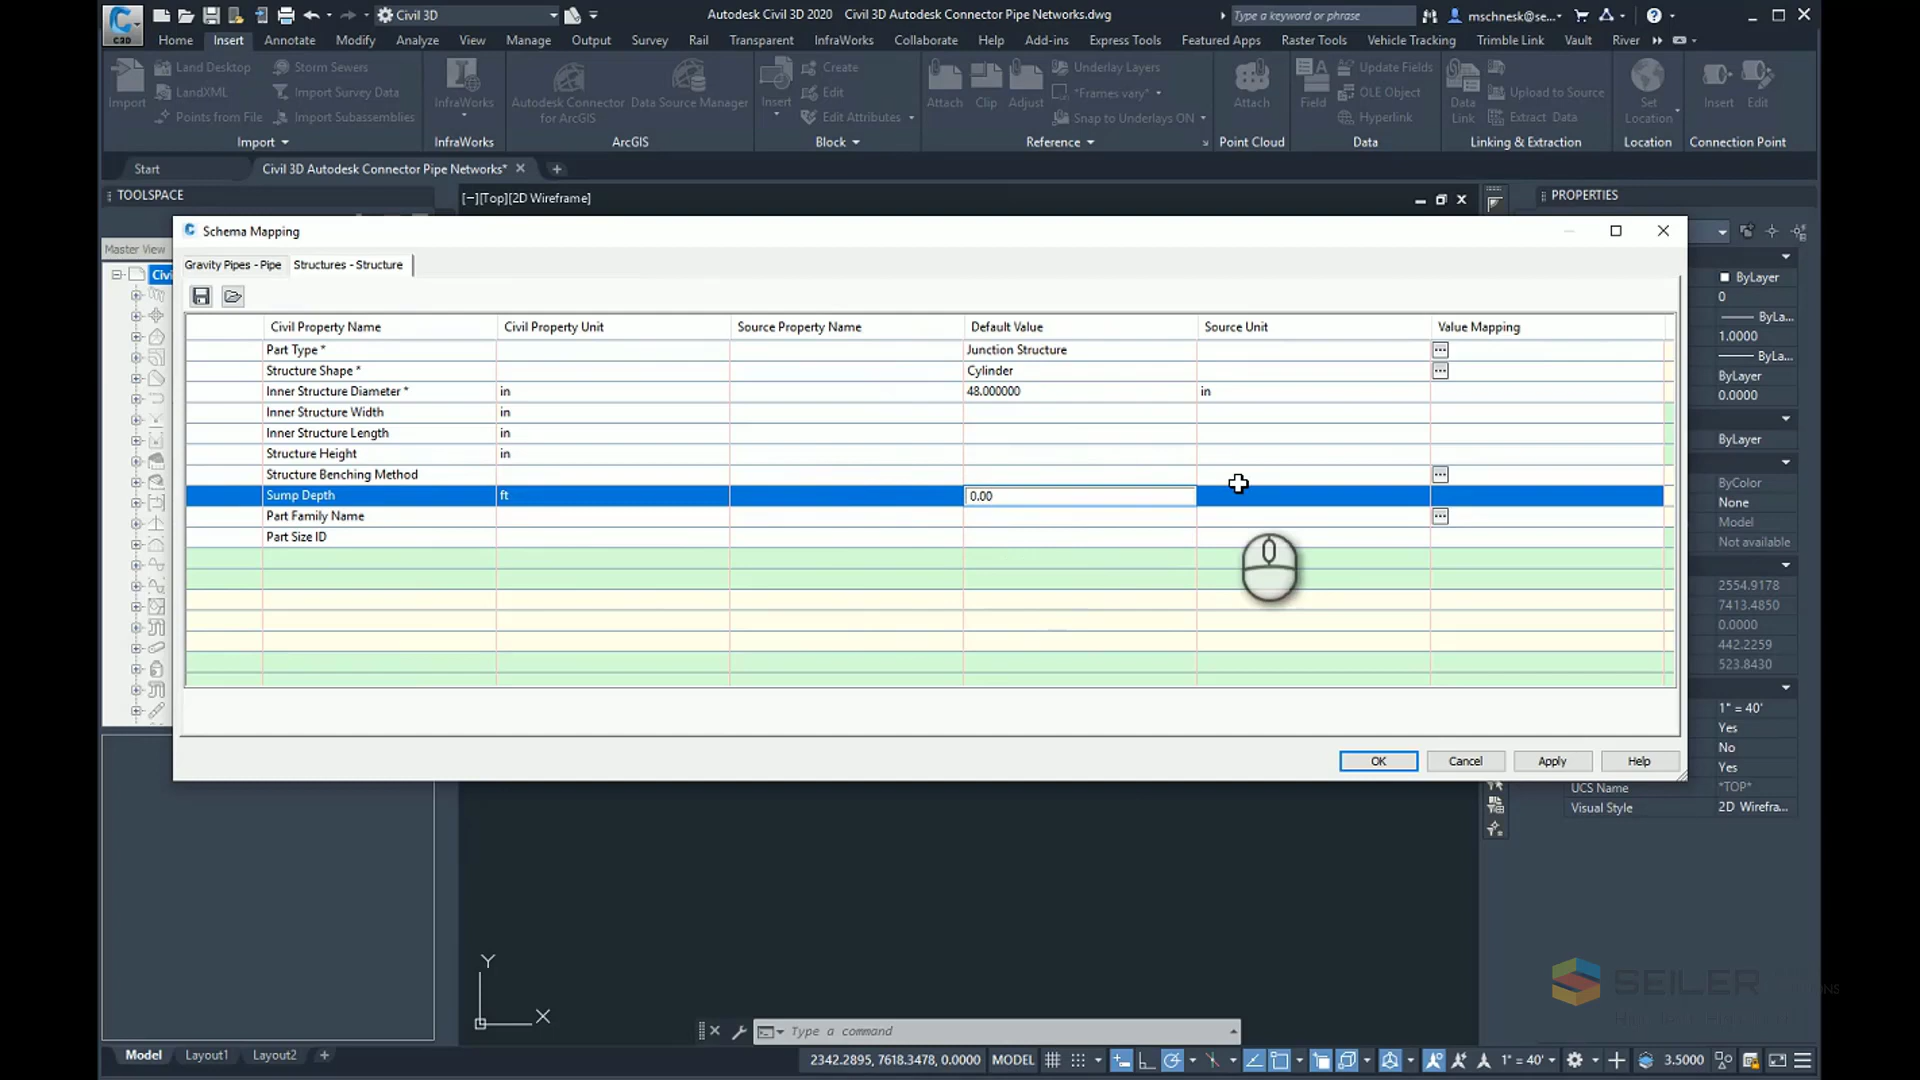 Civil 3D
Autodesk Civil 3D 2020 Civil 3D Autodesk Connector Pipe Networks.dwg
Type a keyword or phrase
mschnesk@se...
C3D
Home Insert Annotate Modify Analyze View Manage Output Survey Rail Transparent InfraWorks Collaborate Help Add-ins Express Tools Featured Apps Raster Tools Vehicle Tracking Trimble Link Vault River
Land Desktop Storm Sewers Create Underlay Layers Update Fields
LandXML Import Survey Data Edit "Frames vary" OLE Object Upload to Source
Import InfraWorks Autodesk Connector for ArcGIS Data Source Manager Insert Attach Clip Adjust Attach Field Data Link Set Location Insert Edit
Points from File Import Subassemblies Edit Attributes Snap to Underlays ON Hyperlink Extract Data
Import InfraWorks ArcGIS Block Reference Point Cloud Data Linking & Extraction Location Connection Point
Start Civil 3D Autodesk Connector Pipe Networks*
TOOLSPACE
[−][Top][2D Wireframe]
PROPERTIES
Master View
Schema Mapping
Gravity Pipes - Pipe Structures - Structure
Civil Property Name Civil Property Unit Source Property Name Default Value Source Unit Value Mapping
Part Type * Junction Structure
Structure Shape * Cylinder
Inner Structure Diameter * in 48.000000 in
Inner Structure Width in
Inner Structure Length in
Structure Height in
Structure Benching Method
Sump Depth ft 0.00
Part Family Name
Part Size ID
OK Cancel Apply Help
ByLayer
0
ByLa...
1.0000
ByLa...
ByLayer
0.0000
ByLayer
ByColor
None
Model
Not available
2554.9178
7413.4850
0.0000
442.2259
523.8430
1" = 40'
Yes
No
Yes
UCS Name *TOP*
Visual Style 2D Wirefra...
Y
X
SEILER
Type a command
Model Layout1 Layout2
2342.2895, 7618.3478, 0.0000 MODEL 1" = 40' 3.5000